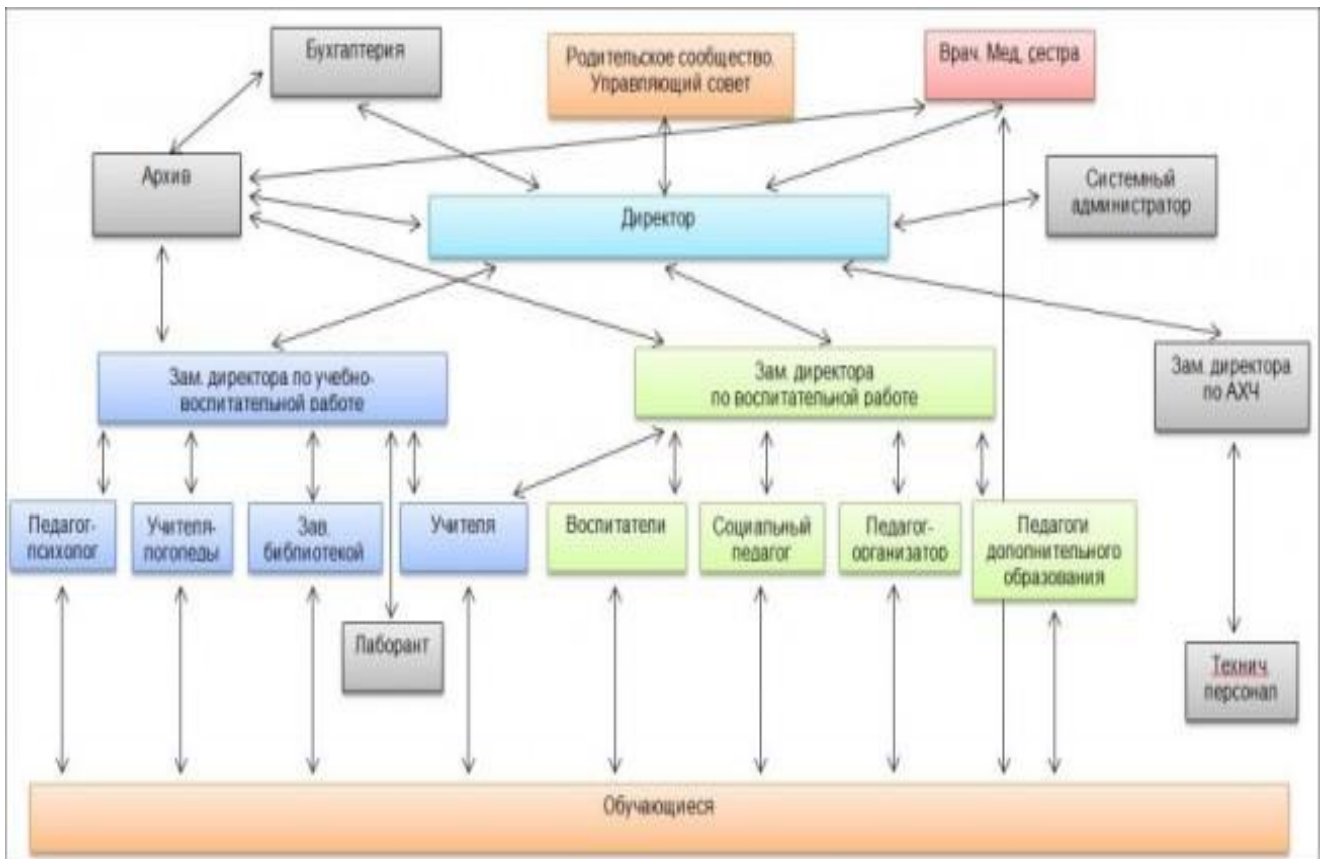 Бухгалтерия
Родительское сообщество.
Управляющий совет
Врач. Мед, сестра
Архив
Системный
администратор
Директор
Зам. директора по учебно-
воспитательной работе
Зам. директора
по воспитательной работе
Зам. директора
по АХЧ
Педагог-
психолог
Учителя-
логопеды
Зав.
библиотекой
Учителя
Воспитатели
Социальный
педагог
Педагог-
организатор
Педагоги
дополнительного
образования
Лаборант
Технич.
персонал
Обучающиеся